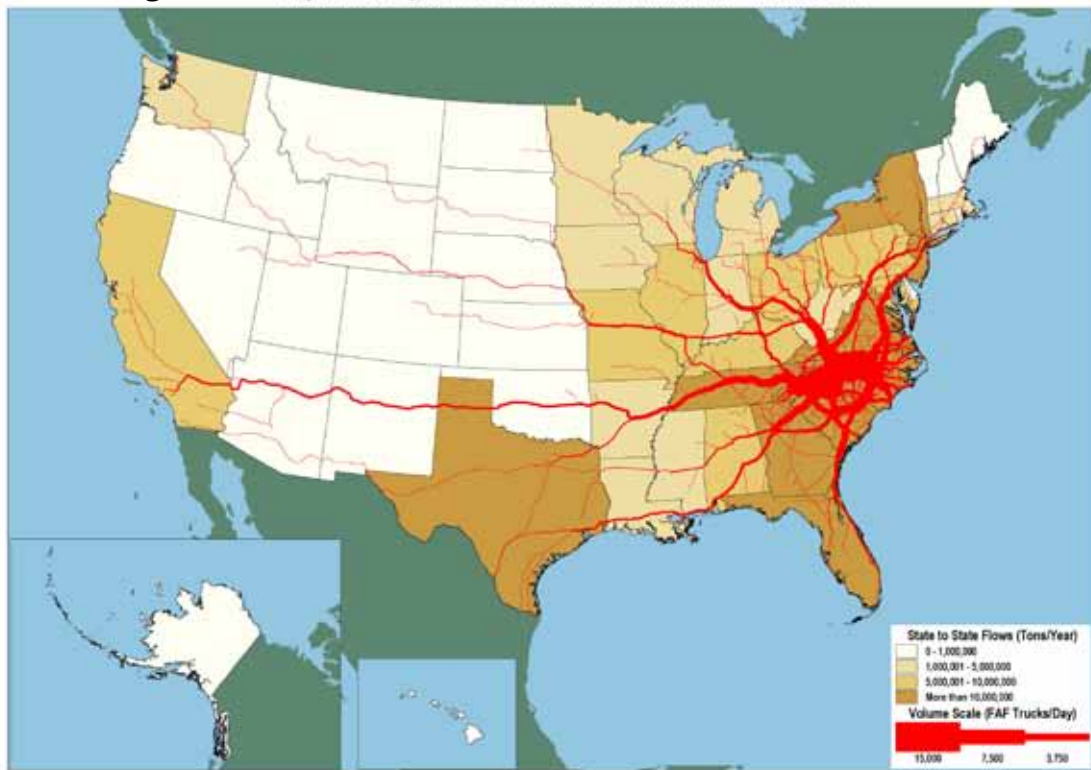 State to State Flows (Tons/Year)
0 - 1,000,000
1,000,001 - 5,000,000
5,000,001 - 10,000,000
More than 10,000,000
Volume Scale (FAF Trucks/Day)
15,000 7,500 3,750